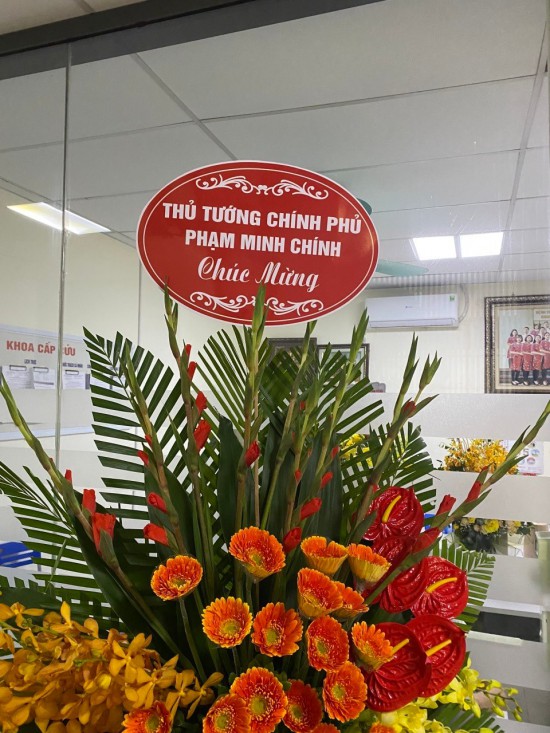 THỦ TƯỚNG CHÍNH PHỦ
PHẠM MINH CHÍNH
Chúc Mừng
KHOA CẤP CỨU